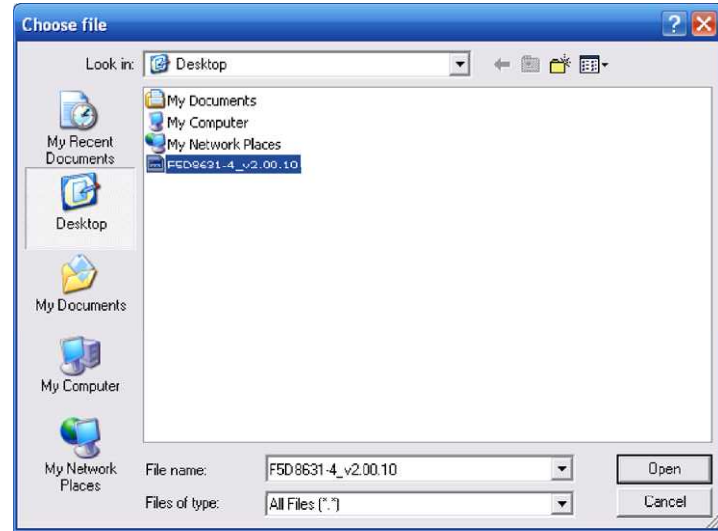 Choose file
Look in: Desktop
My Documents
My Computer
My Network Places
F5D8631-4_v2.00.10
My Recent
Documents
Desktop
My Documents
My Computer
My Network
Places
File name: F5D8631-4_v2.00.10 Open
Files of type: All Files (*.*) Cancel